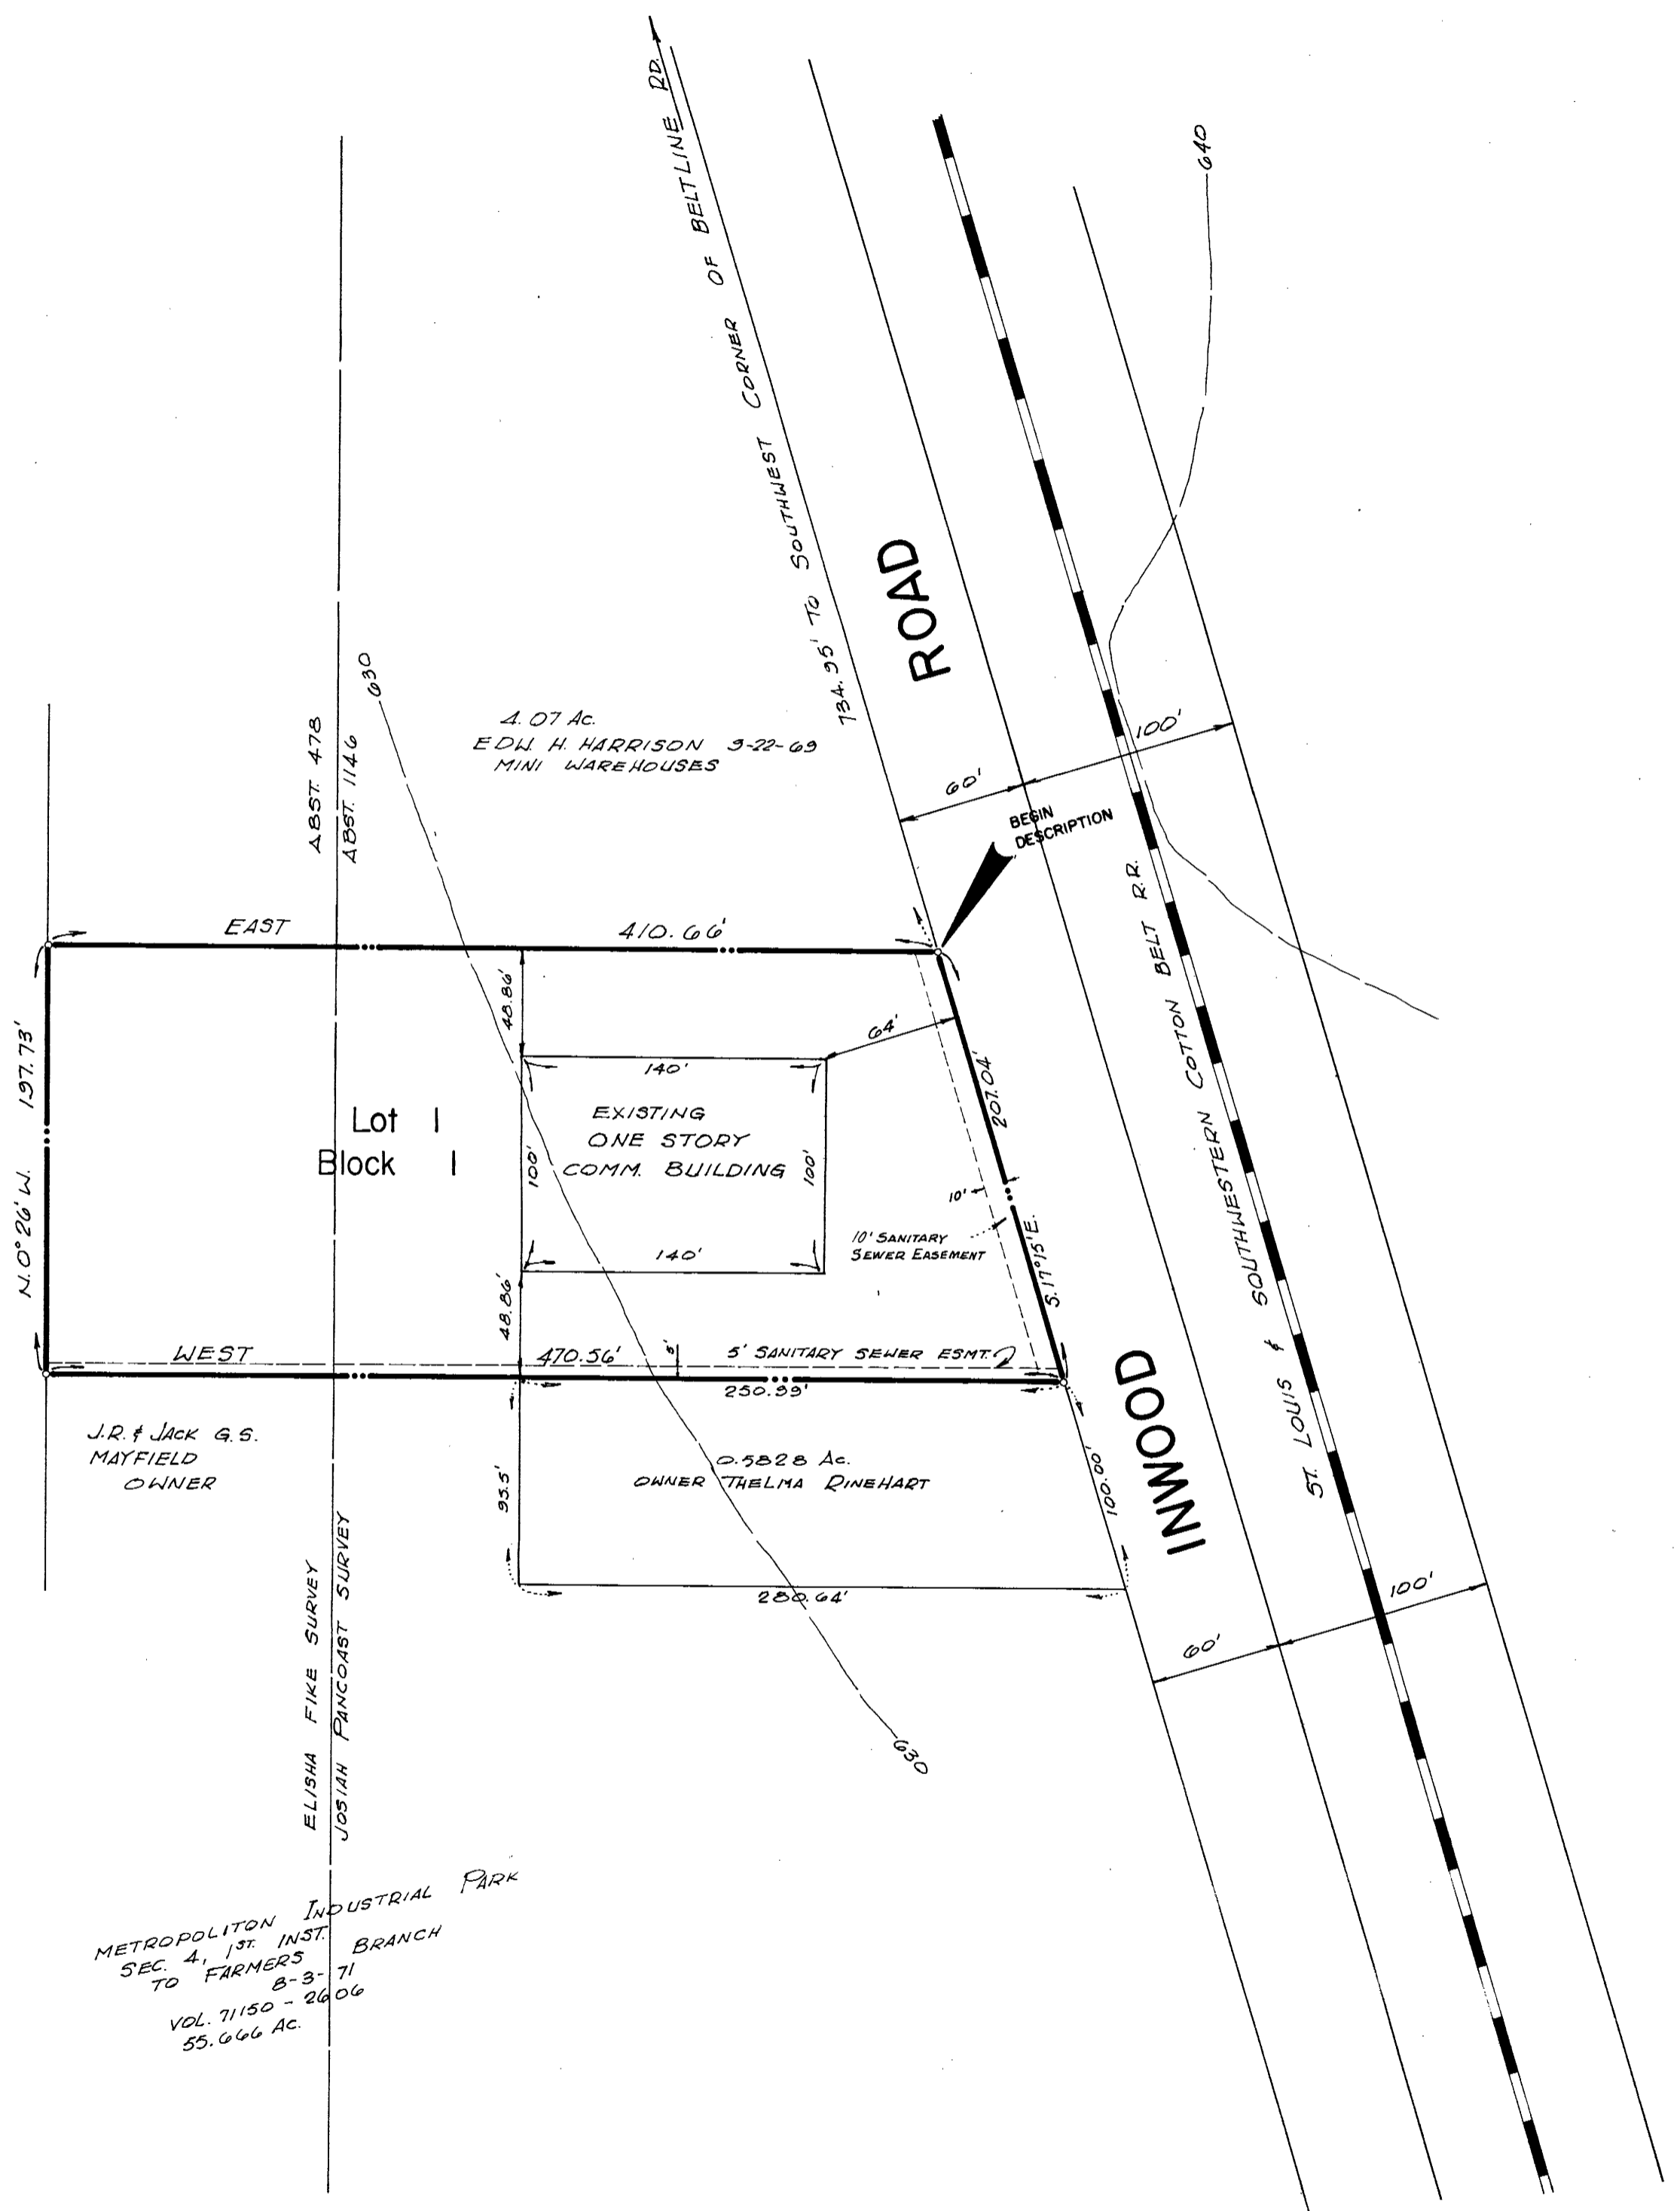 734.95' TO SOUTHWEST CORNER OF BELTLINE RD.
640
ROAD
630
ABST. 478
ABST. 1146
4.07 AC.
EDW. H. HARRISON 9-22-69
MINI WAREHOUSES
100'
60'
BEGIN
DESCRIPTION
EAST
410.66'
48.86'
64'
N. 0° 26' W. 197.73'
140'
Lot 1
Block 1
EXISTING
ONE STORY
COMM. BUILDING
100'
100'
207.04'
10'
10' SANITARY
SEWER EASEMENT
S. 17° 15' E.
140'
48.86'
WEST
470.56'
5'
5' SANITARY SEWER ESMT.
250.99'
ST. LOUIS & SOUTHWESTERN COTTON BELT R.R.
INWOOD
J.R. & JACK G.S.
MAYFIELD
OWNER
0.5828 AC.
OWNER THELMA RINEHART
95.5'
100.00'
280.64'
100'
60'
630
ELISHA FIKE SURVEY
JOSIAH PANCOAST SURVEY
METROPOLITON INDUSTRIAL PARK
SEC. 4, 1ST. INST.
TO FARMERS BRANCH
8-3-71
VOL. 71150 - 2606
55.666 AC.